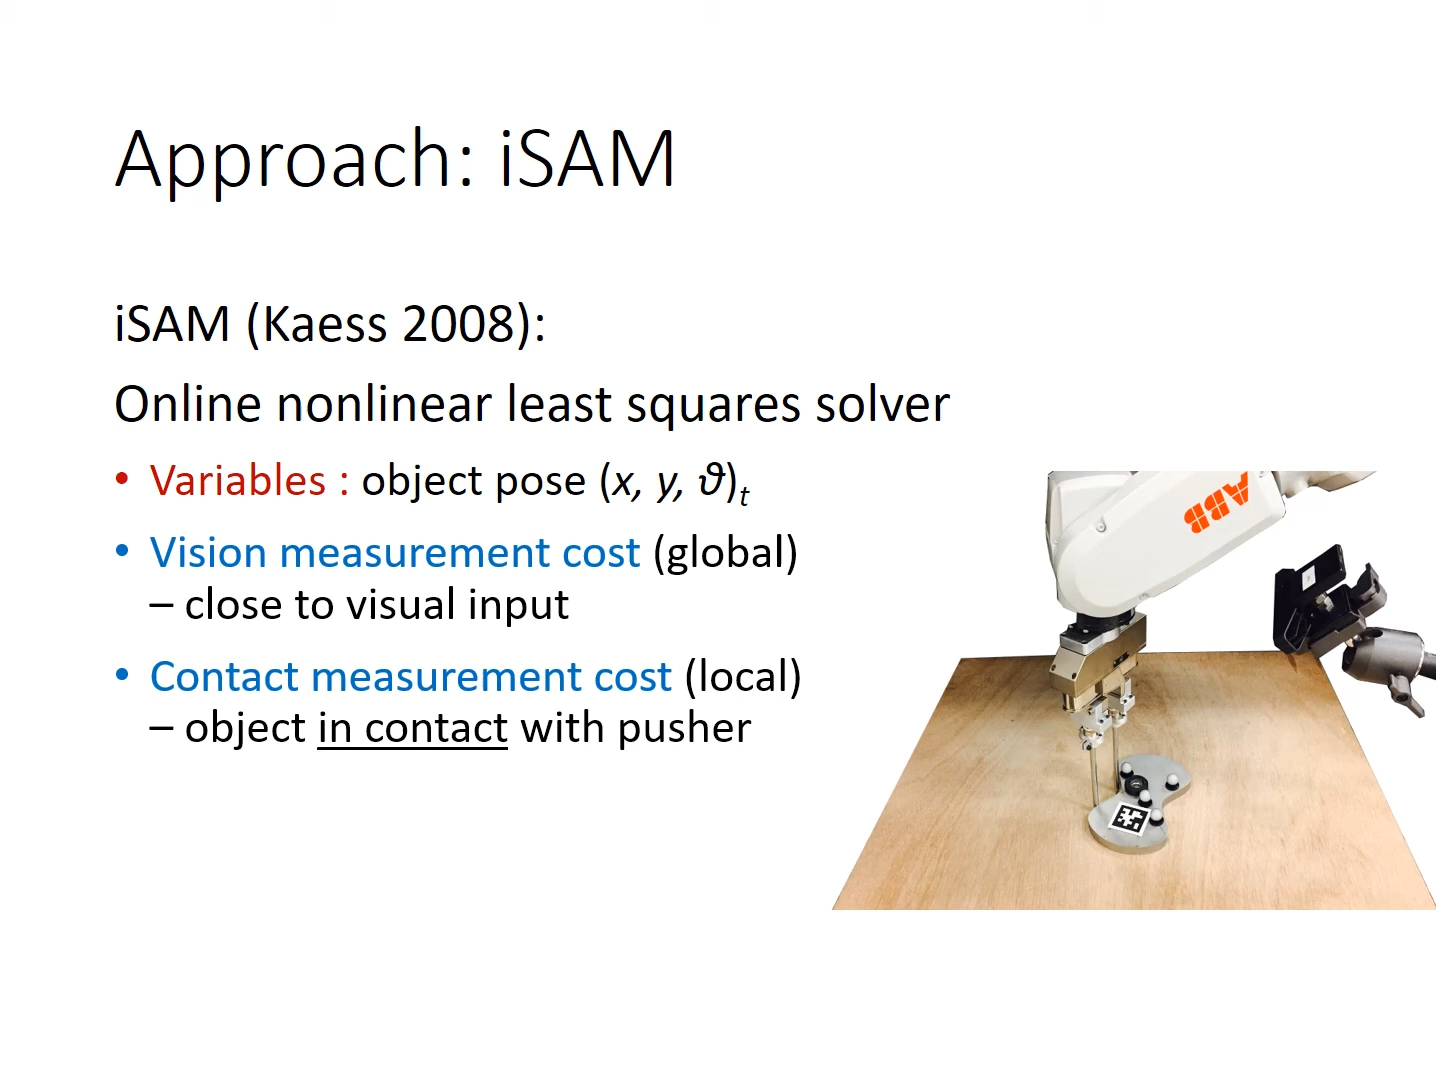 Approach: iSAM
iSAM (Kaess 2008):
Online nonlinear least squares solver
• Variables : object pose (x, y, ϑ)t
• Vision measurement cost (global)
– close to visual input
• Contact measurement cost (local)
– object in contact with pusher
ABB